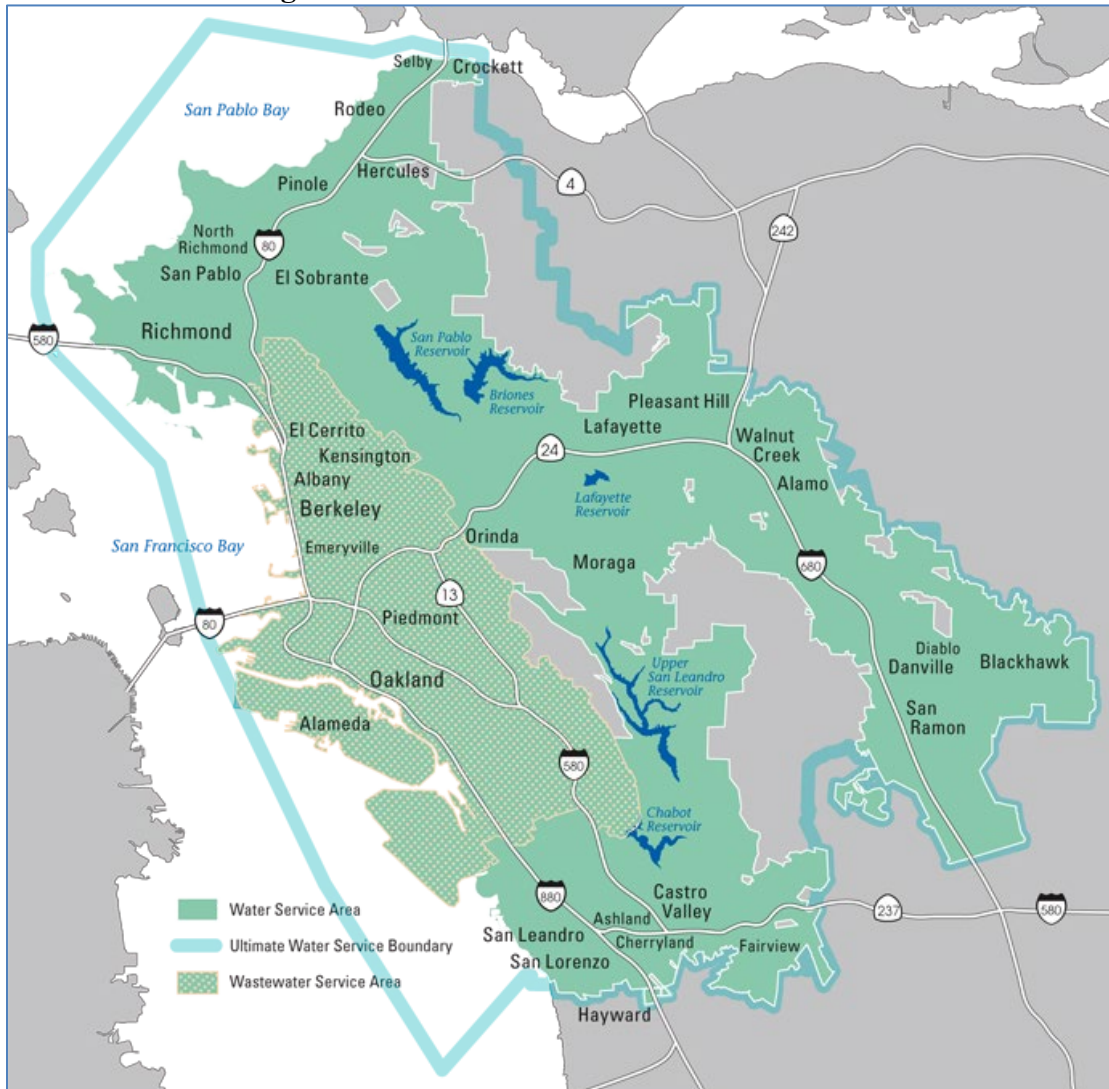 Selby
Crockett
San Pablo Bay
Rodeo
Hercules
Pinole
4
North
Richmond
80
242
San Pablo
El Sobrante
Richmond
580
San Pablo
Reservoir
Briones
Reservoir
Pleasant Hill
Lafayette
El Cerrito
Kensington
24
Walnut
Creek
Albany
Alamo
Berkeley
Lafayette
Reservoir
San Francisco Bay
Emeryville
Orinda
Moraga
680
13
80
Piedmont
Upper
San Leandro
Reservoir
Diablo
Danville
Blackhawk
Oakland
San
Ramon
Alameda
580
Chabot
Reservoir
880
Castro
Valley
237
580
Ashland
San Leandro
Cherryland
Fairview
San Lorenzo
Hayward
Water Service Area
Ultimate Water Service Boundary
Wastewater Service Area